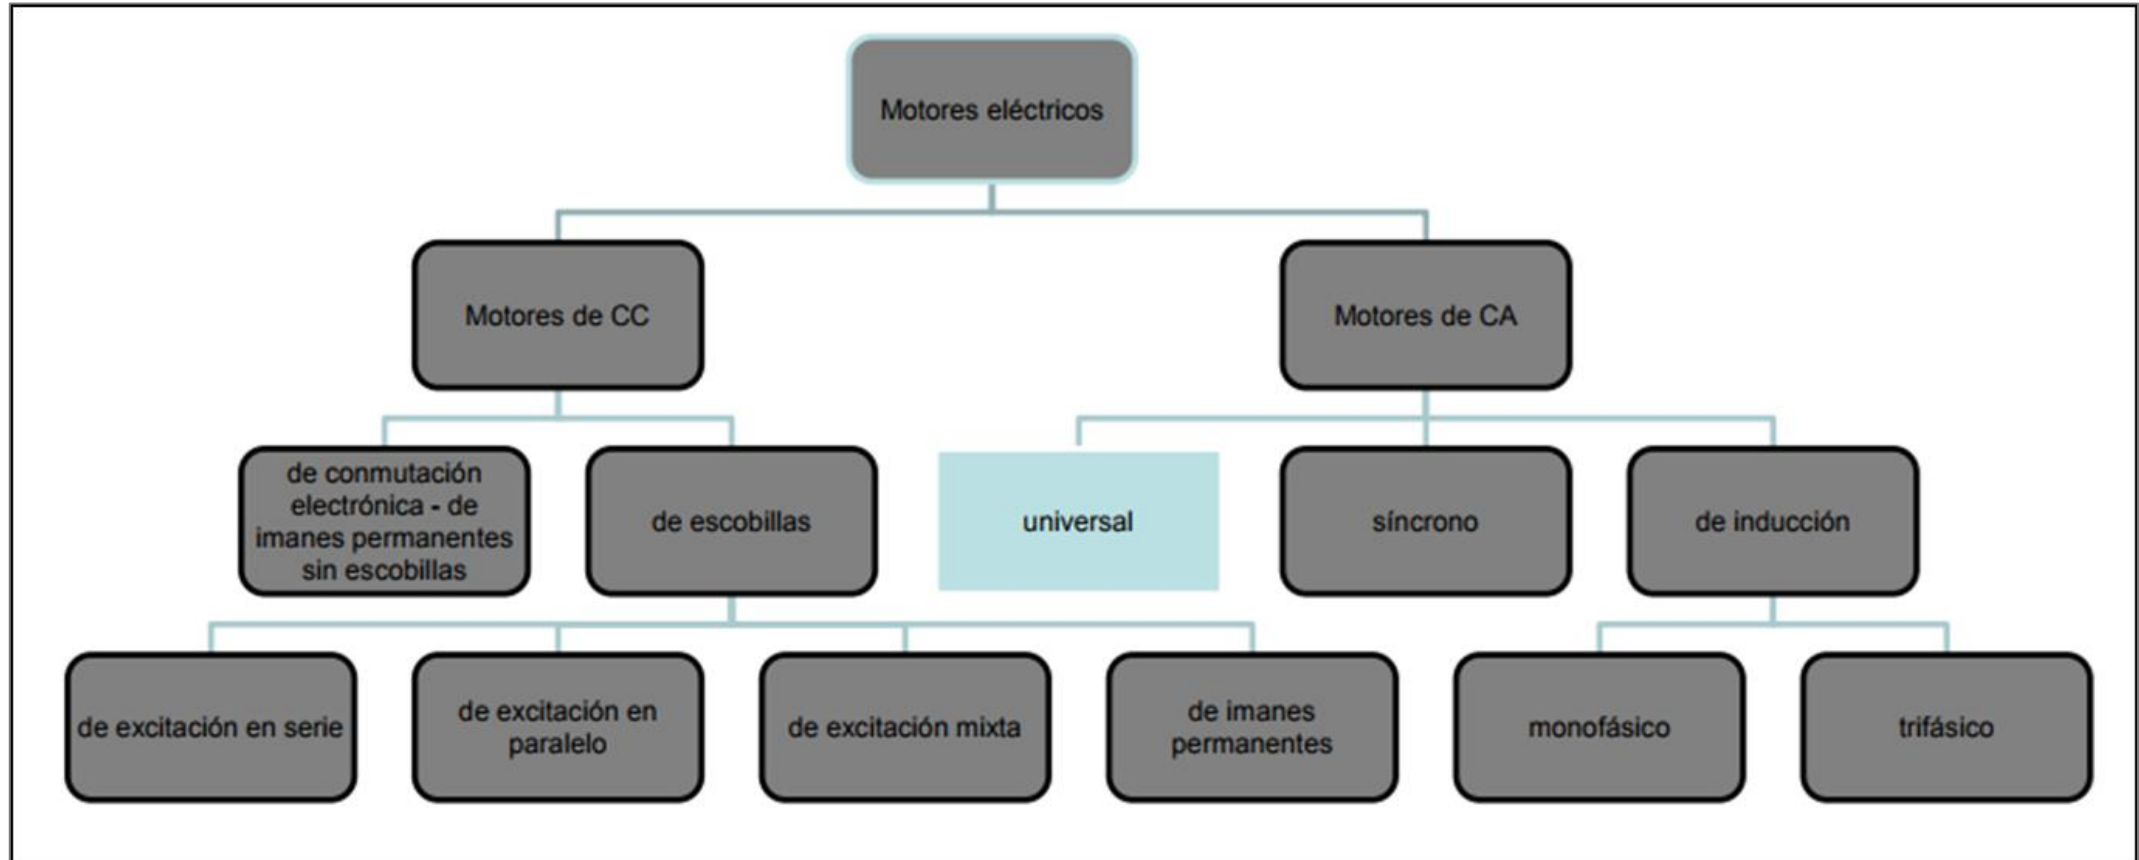 Motores eléctricos
Motores de CC
Motores de CA
de conmutación
electrónica - de
imanes permanentes
sin escobillas
de escobillas
universal
síncrono
de inducción
de excitación en serie
de excitación en
paralelo
de excitación mixta
de imanes
permanentes
monofásico
trifásico